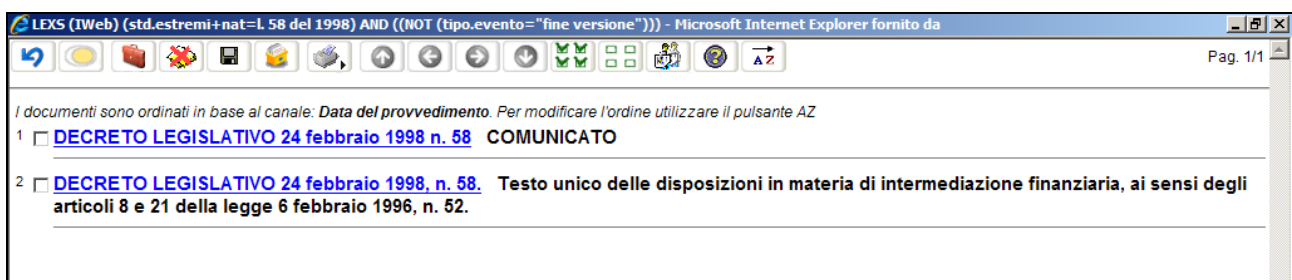 LEXS (IWeb) (std.estremi+nat=l. 58 del 1998) AND ((NOT (tipo.evento="fine versione"))) - Microsoft Internet Explorer fornito da
A Z
Pag. 1/1
I documenti sono ordinati in base al canale: Data del provvedimento. Per modificare l'ordine utilizzare il pulsante AZ
1 DECRETO LEGISLATIVO 24 febbraio 1998 n. 58 COMUNICATO
2 DECRETO LEGISLATIVO 24 febbraio 1998, n. 58. Testo unico delle disposizioni in materia di intermediazione finanziaria, ai sensi degli
articoli 8 e 21 della legge 6 febbraio 1996, n. 52.